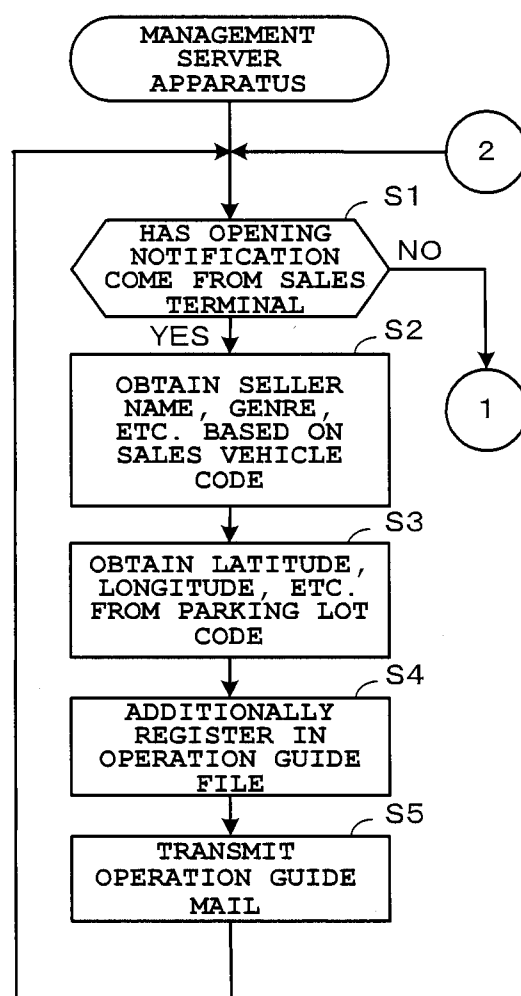 MANAGEMENT
SERVER
APPARATUS
2
S1
HAS OPENING
NOTIFICATION
COME FROM SALES
TERMINAL
NO
YES
1
S2
OBTAIN SELLER
NAME, GENRE,
ETC. BASED ON
SALES VEHICLE
CODE
S3
OBTAIN LATITUDE,
LONGITUDE, ETC.
FROM PARKING LOT
CODE
S4
ADDITIONALLY
REGISTER IN
OPERATION GUIDE
FILE
S5
TRANSMIT
OPERATION GUIDE
MAIL